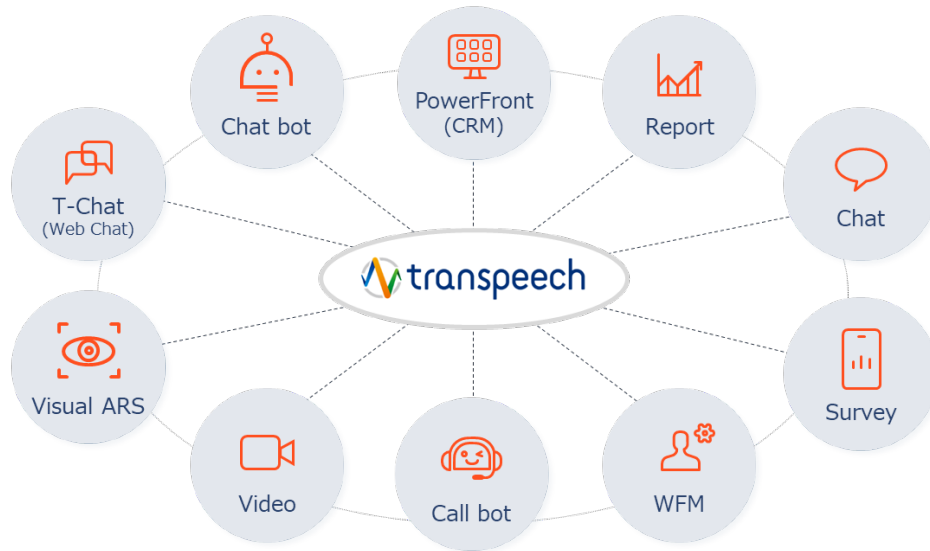 Chat bot
PowerFront
(CRM)
Report
T-Chat
(Web Chat)
Chat
transpeech
Visual ARS
Survey
Video
Call bot
WFM